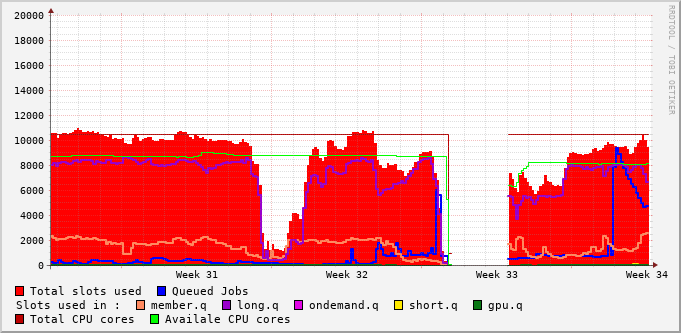 RRDTOOL / TOBI OETIKER
20000
18000
16000
14000
12000
10000
8000
6000
4000
2000
0
Week 31 Week 32 Week 33 Week 34
Total slots used Queued Jobs
Slots used in : member.q long.q ondemand.q short.q gpu.q
Total CPU cores Availale CPU cores